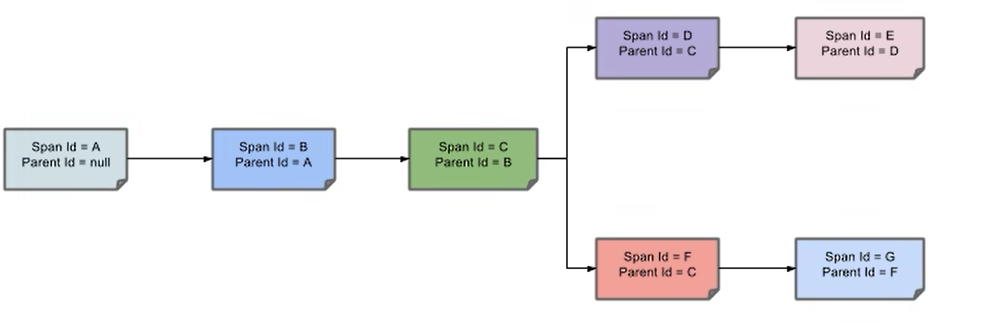 Span Id = A
Parent Id = null
Span Id = B
Parent Id = A
Span Id = C
Parent Id = B
Span Id = D
Parent Id = C
Span Id = E
Parent Id = D
Span Id = F
Parent Id = C
Span Id = G
Parent Id = F